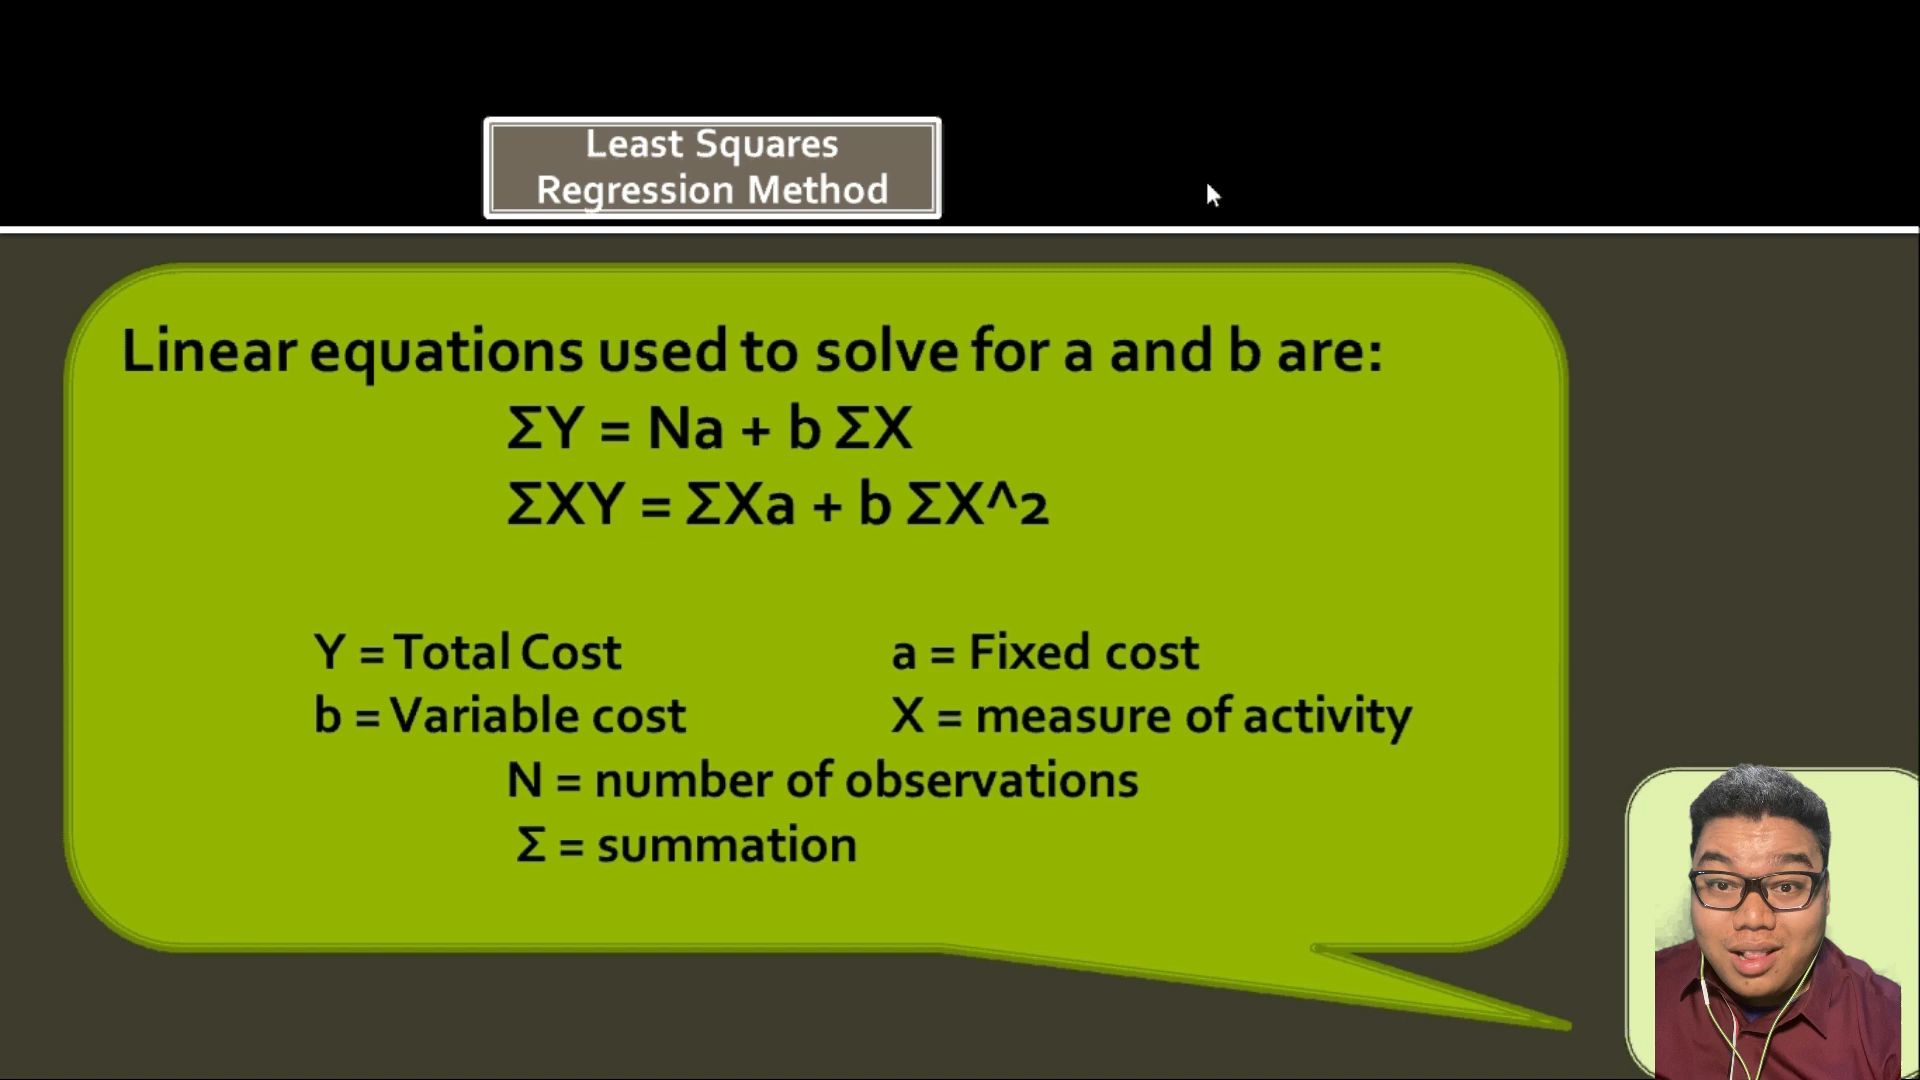 Least Squares
Regression Method
Linear equations used to solve for a and b are:
ΣY = Na + b ΣX
ΣXY = ΣXa + b ΣX^2
Y = Total Cost a = Fixed cost
b = Variable cost X = measure of activity
N = number of observations
Σ = summation